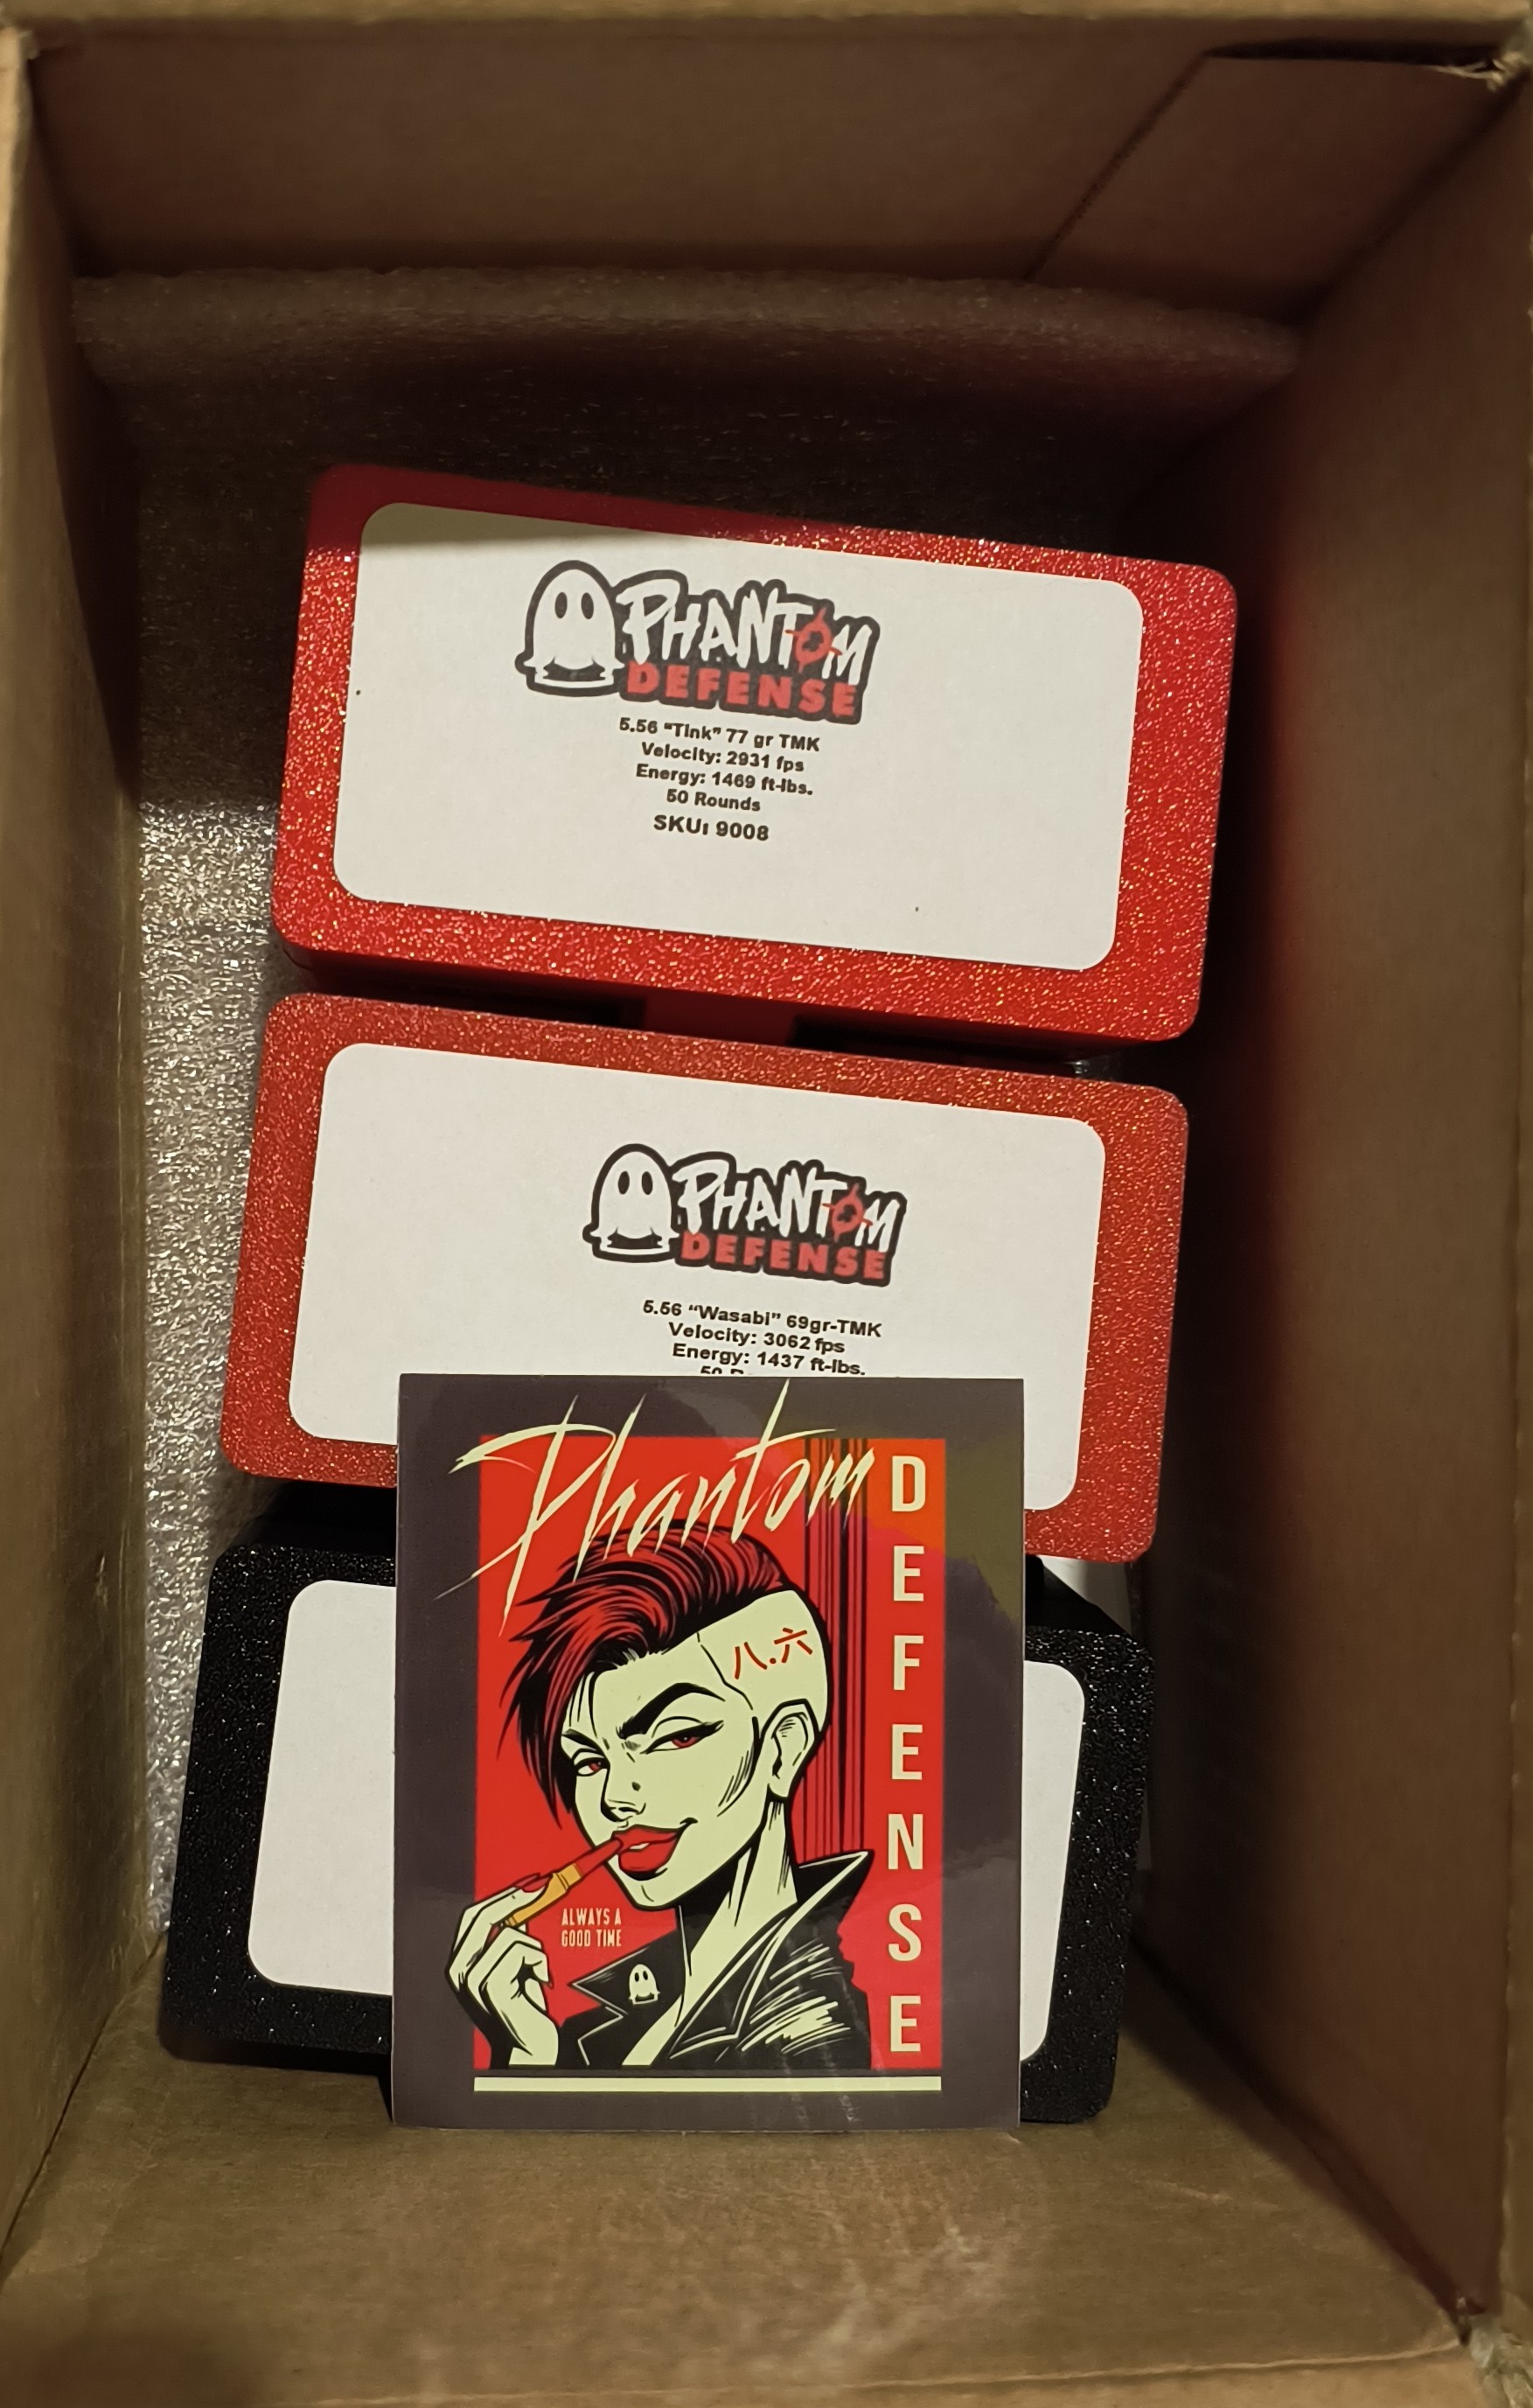 PHANTOM
DEFENSE
5.56 "Tink" 77 gr TMK
Velocity: 2931 fps
Energy: 1469 ft-lbs.
50 Rounds
SKU: 9008
PHANTOM
DEFENSE
5.56 “Wasabi” 69gr-TMK
Velocity: 3062 fps
Energy: 1437 ft-lbs.
50
Phantom
DEFENSE
八.六
ALWAYS A
GOOD TIME